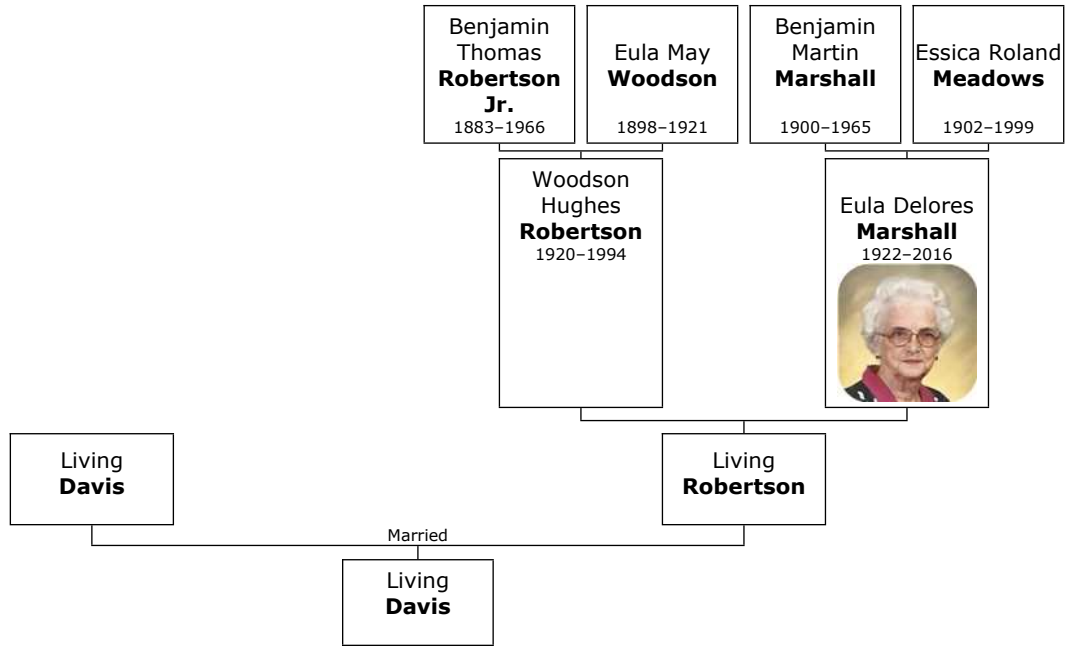 Benjamin
Thomas
Robertson
Jr.
1883–1966
Eula May
Woodson
1898–1921
Benjamin
Martin
Marshall
1900–1965
Essica Roland
Meadows
1902–1999
Woodson
Hughes
Robertson
1920–1994
Eula Delores
Marshall
1922–2016
Living
Davis
Living
Robertson
Married
Living
Davis